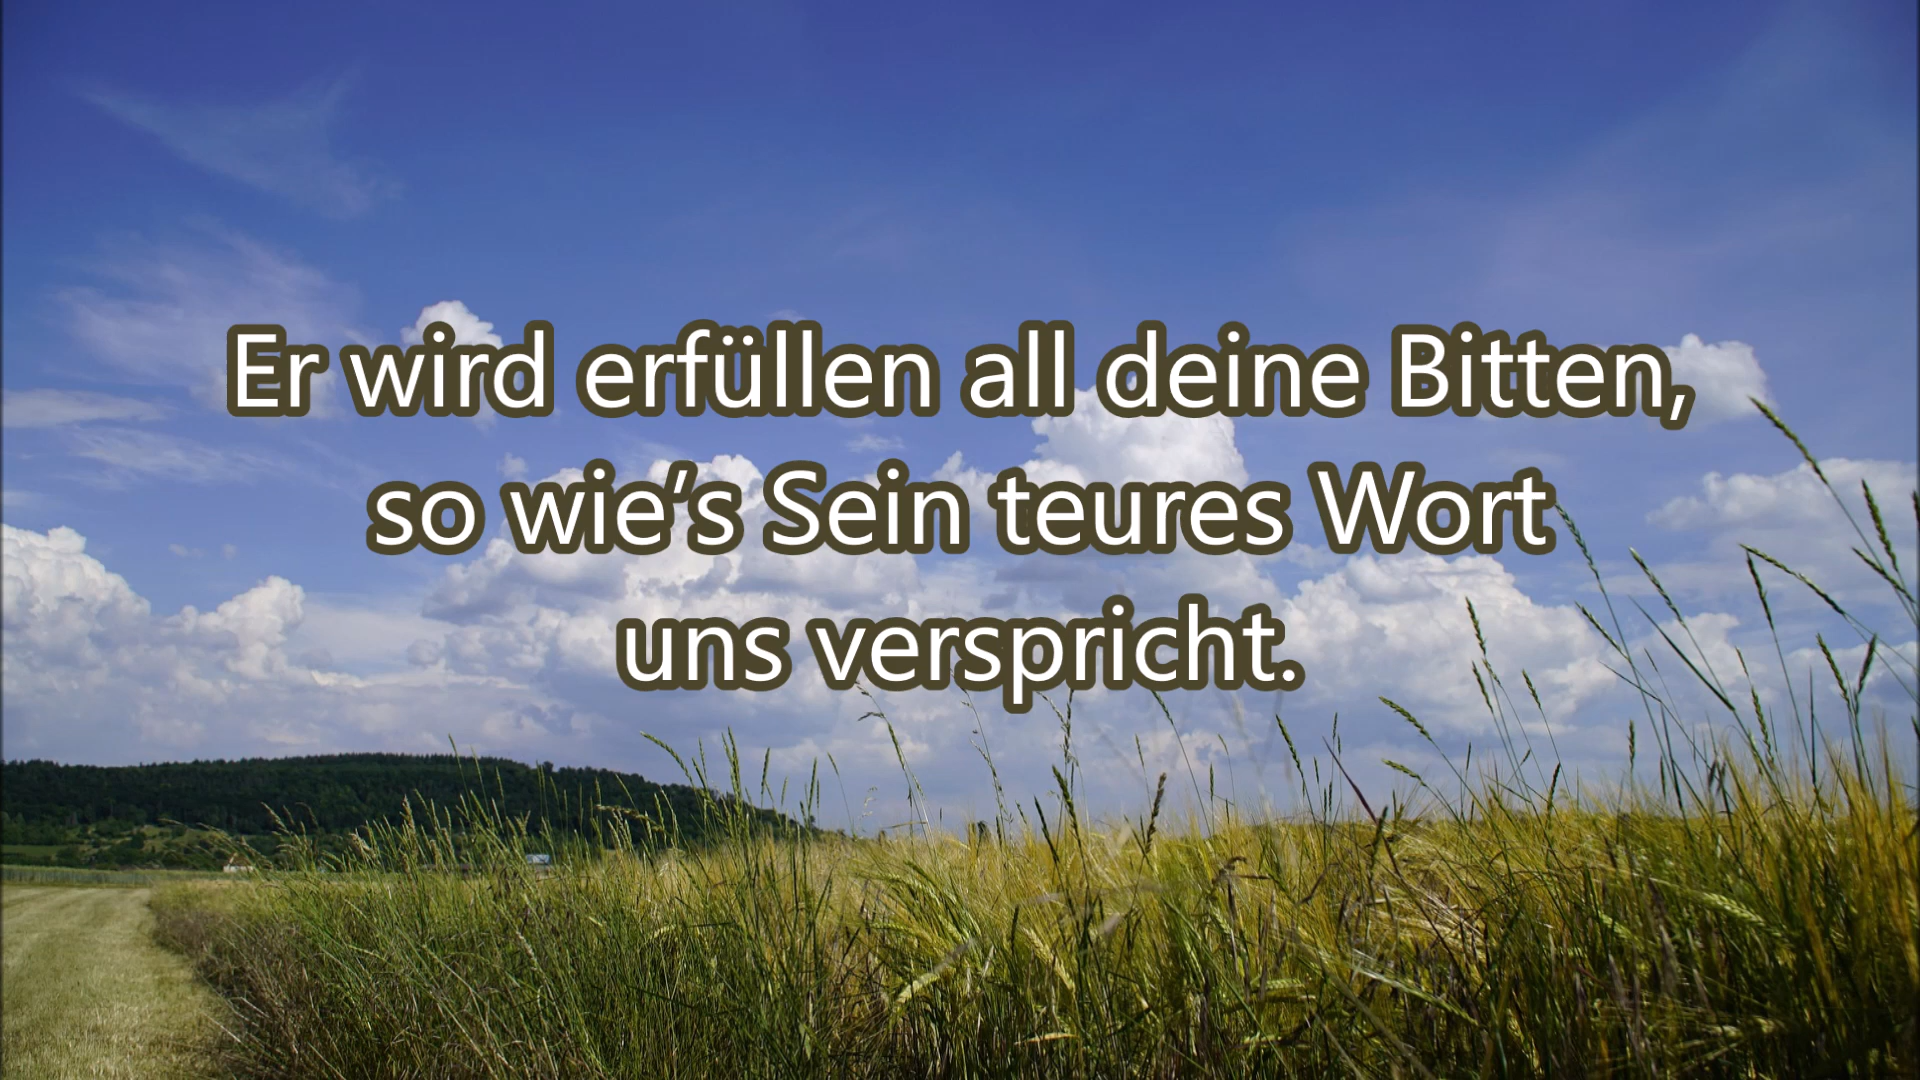 Er wird erfüllen all deine Bitten,
so wie’s Sein teures Wort
uns verspricht.